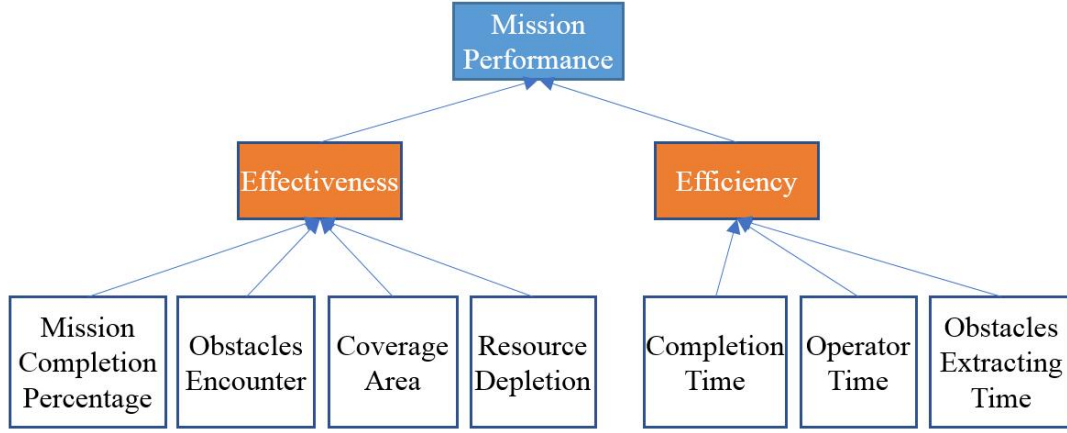 Mission
Performance
Effectiveness
Efficiency
Mission
Completion
Percentage
Obstacles
Encounter
Coverage
Area
Resource
Depletion
Completion
Time
Operator
Time
Obstacles
Extracting
Time